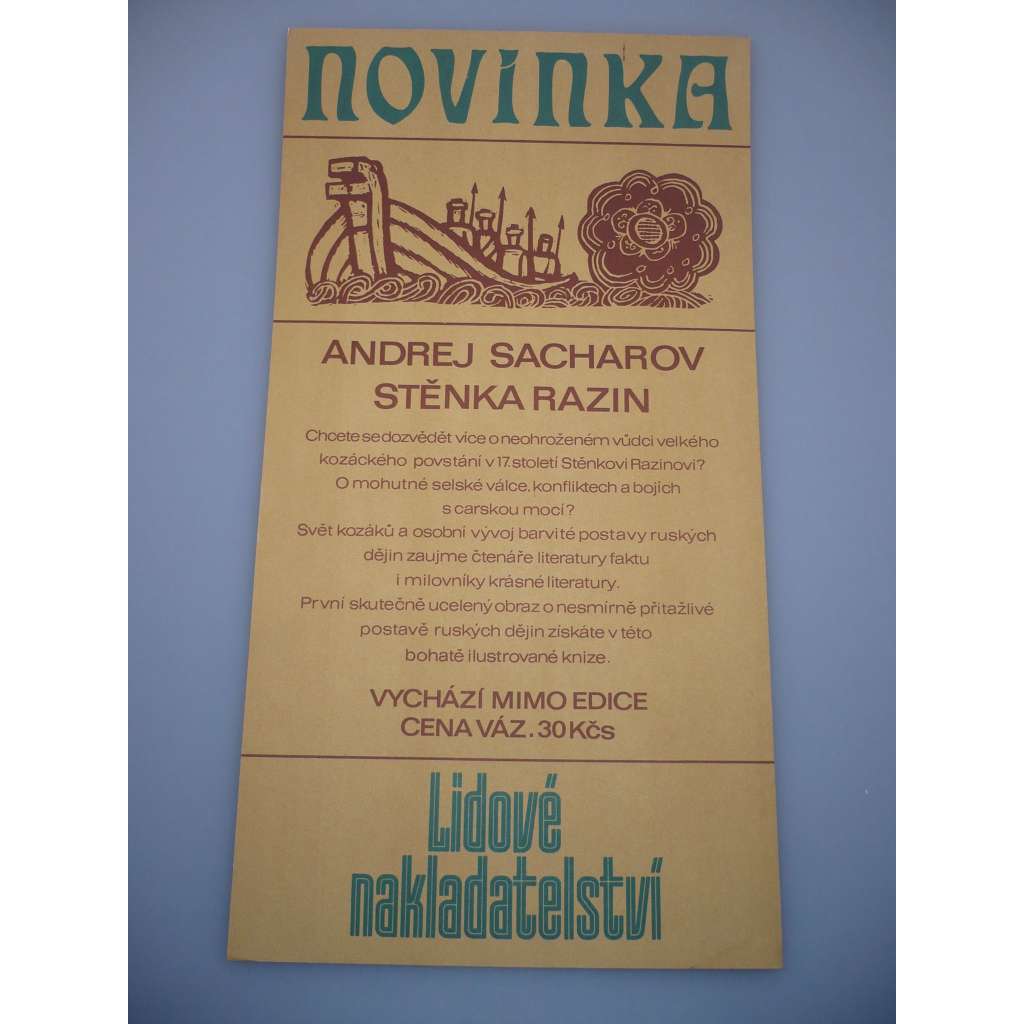 NOVINKA
ANDREJ SACHAROV
STĚNKA RAZIN
Chcete se dozvědět více o neohroženém vůdci velkého
kozáckého povstání v 17. století Stěnkovi Razinovi?
O mohutné selské válce, konfliktech a bojích
s carskou mocí?
Svět kozáků a osobní vývoj barvité postavy ruských
dějin zaujme čtenáře literatury faktu
i milovníky krásné literatury.
První skutečně ucelený obraz o nesmírně přitažlivé
postavě ruských dějin získáte v této
bohatě ilustrované knize.
VYCHÁZÍ MIMO EDICE
CENA VÁZ. 30 Kčs
Lidové
nakladatelství